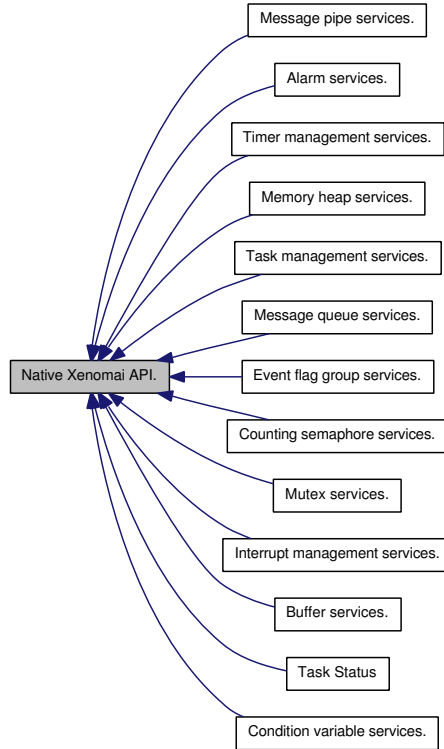 Message pipe services.
Alarm services.
Timer management services.
Memory heap services.
Task management services.
Message queue services.
Native Xenomai API.
Event flag group services.
Counting semaphore services.
Mutex services.
Interrupt management services.
Buffer services.
Task Status
Condition variable services.